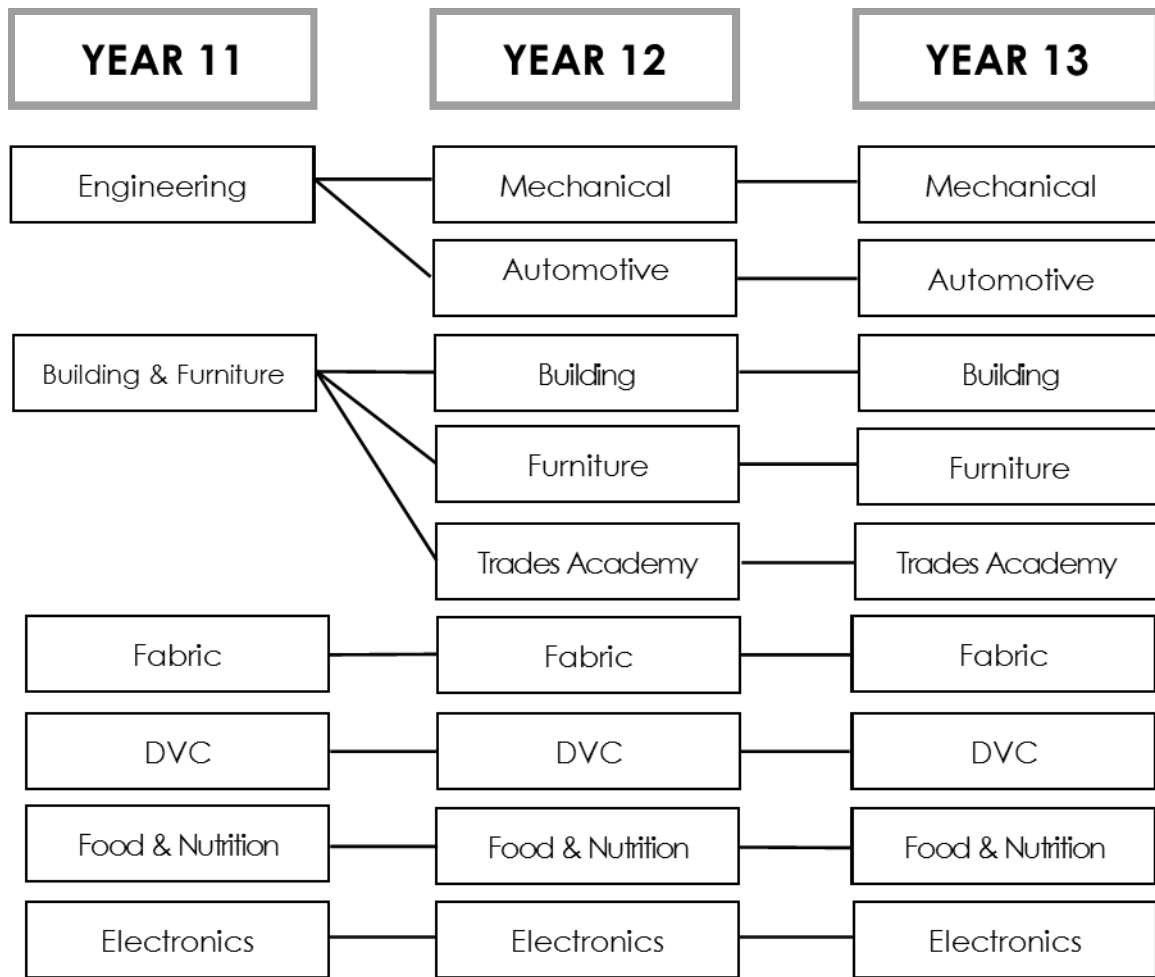 YEAR 11
YEAR 12
YEAR 13
Engineering
Mechanical
Mechanical
Automotive
Automotive
Building & Furniture
Building
Building
Furniture
Furniture
Trades Academy
Trades Academy
Fabric
Fabric
Fabric
DVC
DVC
DVC
Food & Nutrition
Food & Nutrition
Food & Nutrition
Electronics
Electronics
Electronics